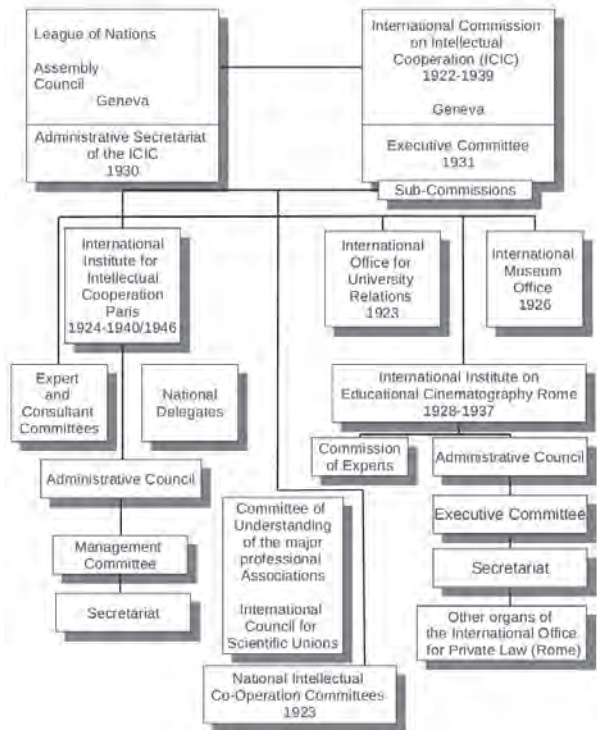 League of Nations
Assembly
Council
Geneva
Administrative Secretariat
of the ICIC
1930
International Commission
on Intellectual
Cooperation (ICIC)
1922-1939
Geneva
Executive Committee
1931
Sub-Commissions
International
Institute for
Intellectual
Cooperation
Paris
1924-1940/1946
International
Office for
University
Relations
1923
International
Museum
Office
1926
Expert
and
Consultant
Committees
National
Delegates
International Institute on
Educational Cinematography Rome
1928-1937
Commission
of Experts
Administrative Council
Administrative Council
Committee of
Understanding
of the major
professional
Associations
International
Council for
Scientific Unions
Executive Committee
Management
Committee
Secretariat
Secretariat
Other organs of
the International Office
for Private Law (Rome)
National Intellectual
Co-Operation Committees
1923